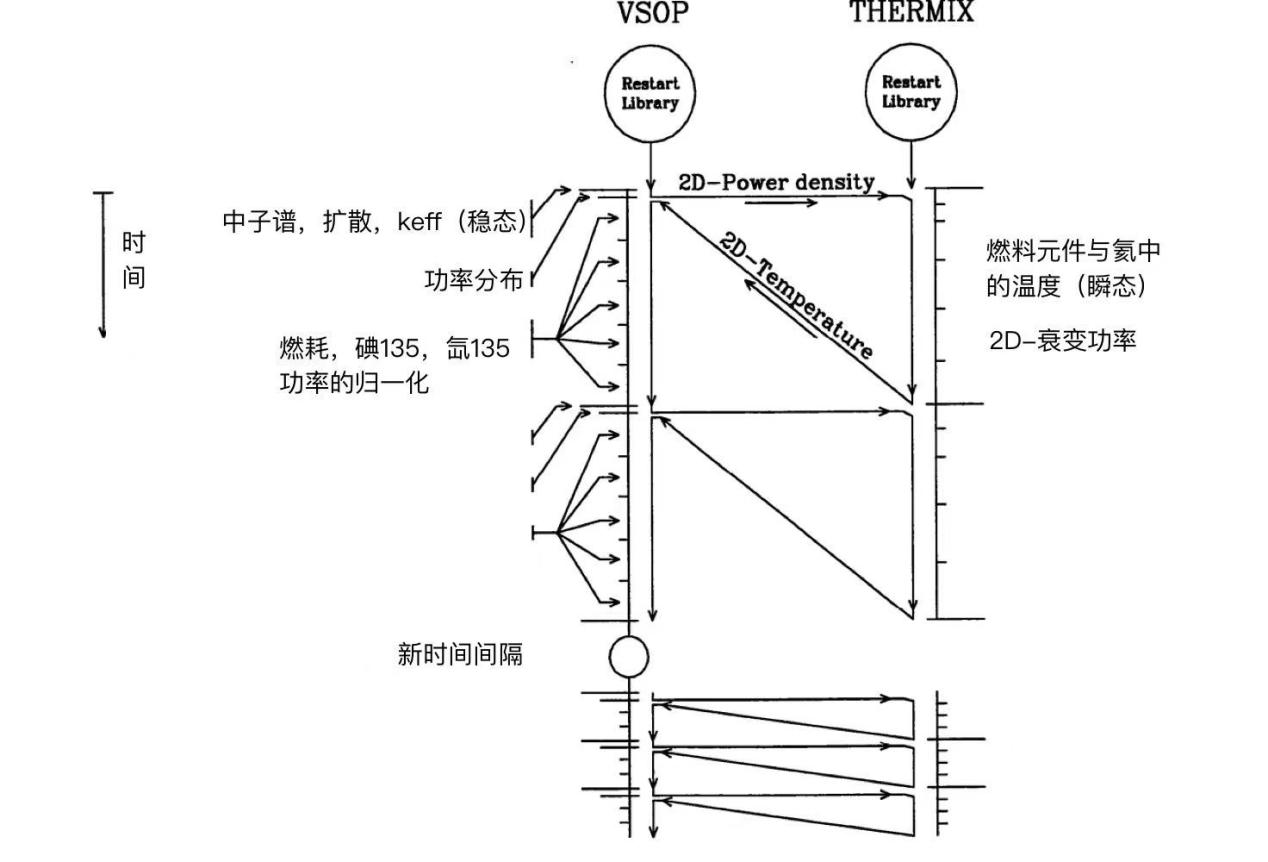 VSOP
THERMIX
Restart
Library
Restart
Library
2D-Power density
中子谱，扩散，keff（稳态）
时
间
功率分布
2D-Temperature
燃料元件与氦中
的温度（瞬态）
2D-衰变功率
燃耗，碘135，氙135
功率的归一化
新时间间隔